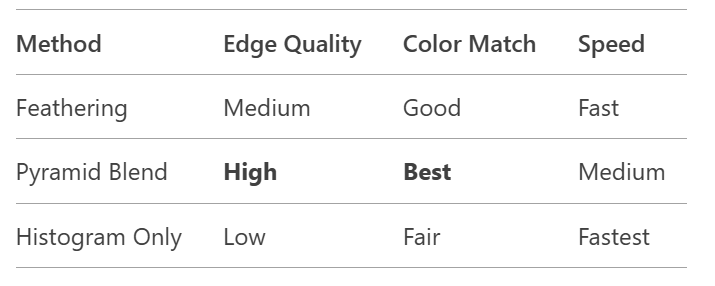 Method Edge Quality Color Match Speed
Feathering Medium Good Fast
Pyramid Blend High Best Medium
Histogram Only Low Fair Fastest